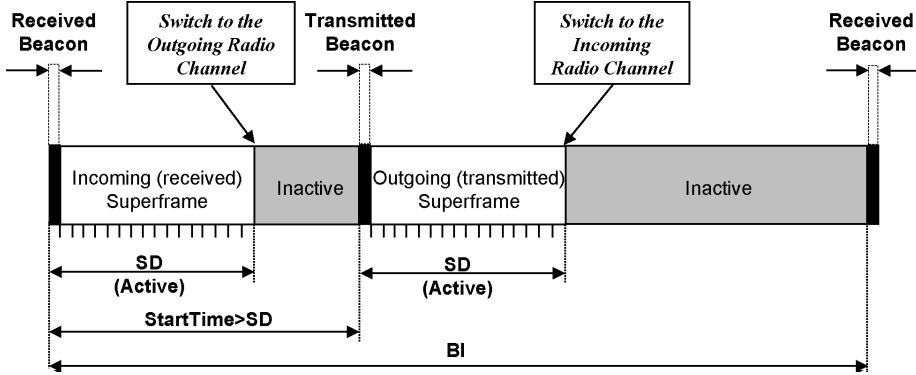 Received
Beacon
Switch to the
Outgoing Radio
Channel
Transmitted
Beacon
Switch to the
Incoming
Radio Channel
Received
Beacon
Incoming (received)
Superframe
Inactive
Outgoing (transmitted)
Superframe
Inactive
SD
(Active)
SD
(Active)
StartTime>SD
BI